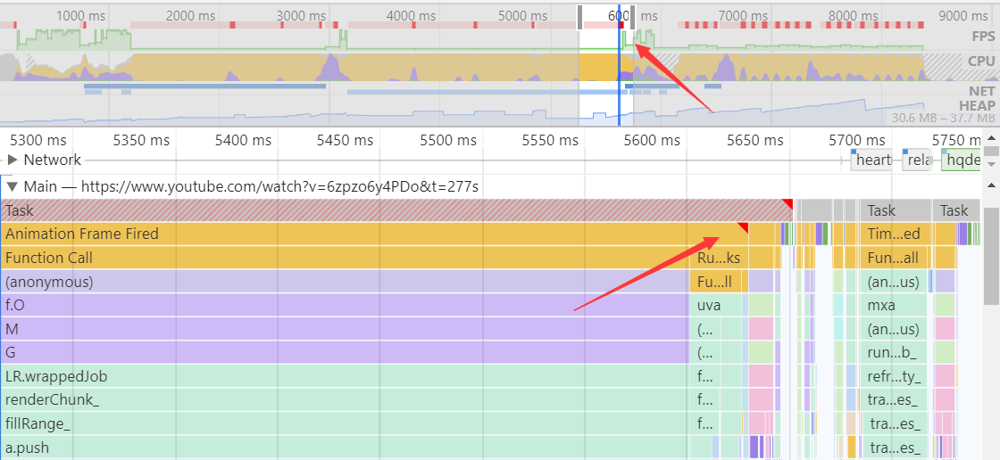 1000 ms 2000 ms 3000 ms 4000 ms 5000 ms 600 ms 7000 ms 8000 ms 9000 ms
FPS
CPU
NET
HEAP
30.6 MB – 37.7 MB
5300 ms 5350 ms 5400 ms 5450 ms 5500 ms 5550 ms 5600 ms 5650 ms 5700 ms 5750 ms
▶ Network heart rela hqde
▼ Main — https://www.youtube.com/watch?v=6zpzo6y4PDo&t=277s
Task Task Task
Animation Frame Fired Tim...ed
Function Call Ru...ks Fun...all
(anonymous) Fu...ll (an...us)
f.O uva mxa
M (... (an...us)
G (... run...b_
LR.wrappedJob f... refr...ty_
renderChunk_ f... tra...es_
fillRange_ f... tra...es_
a.push tra...es_